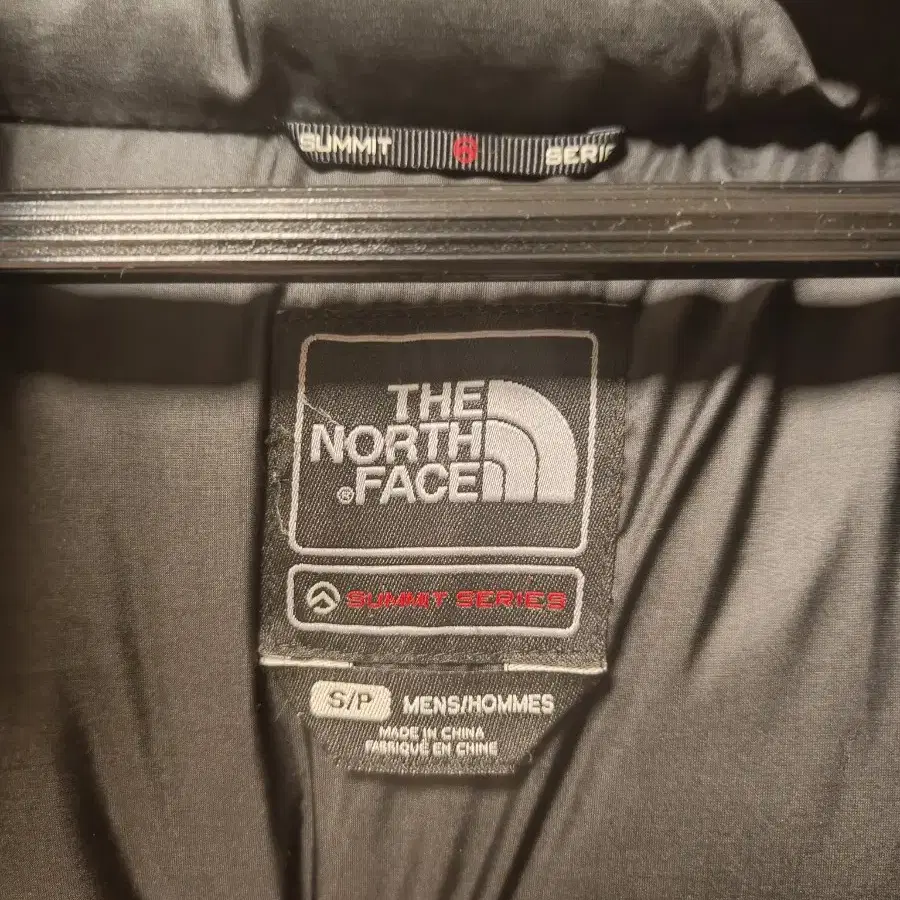 SUMMIT SERIE
THE
NORTH
®FACE
SUMMIT SERIES
S/P MENS/HOMMES
MADE IN CHINA
FABRIQUÉ EN CHINE